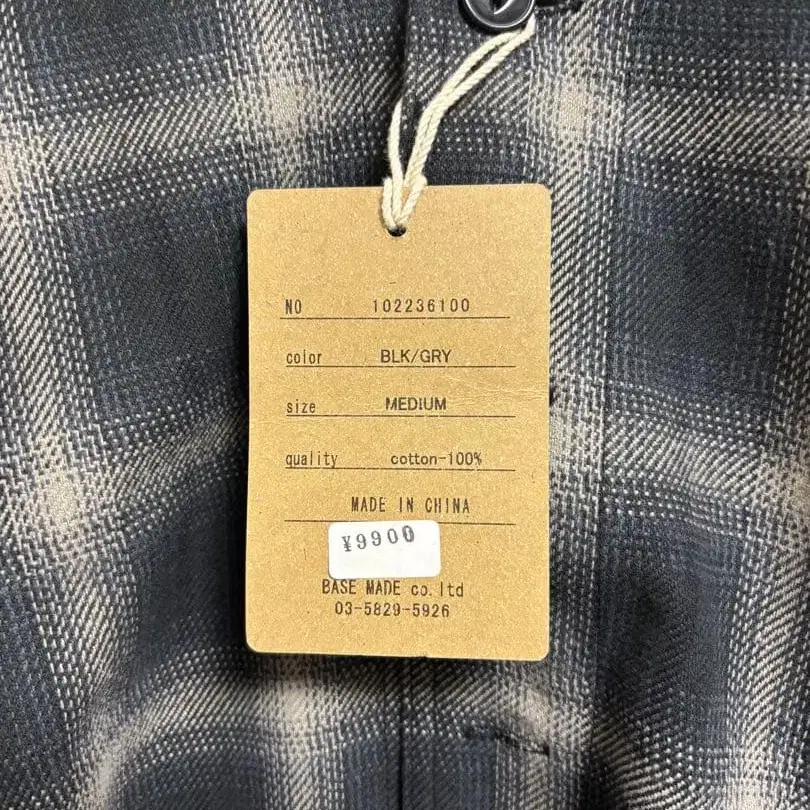 NO 102236100
color BLK/GRY
size MEDIUM
quality cotton-100%
MADE IN CHINA
¥9900
BASE MADE co.ltd
03-5829-5926